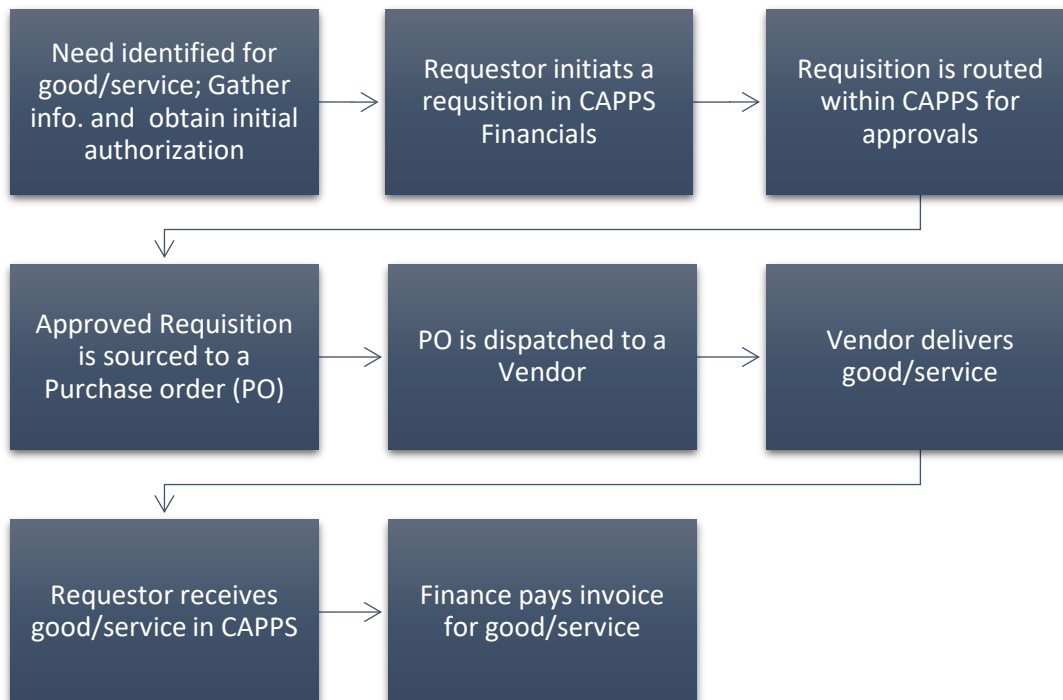 Need identified for
good/service; Gather
info. and obtain initial
authorization
Requestor initiats a
requsition in CAPPS
Financials
Requisition is routed
within CAPPS for
approvals
Approved Requisition
is sourced to a
Purchase order (PO)
PO is dispatched to a
Vendor
Vendor delivers
good/service
Requestor receives
good/service in CAPPS
Finance pays invoice
for good/service